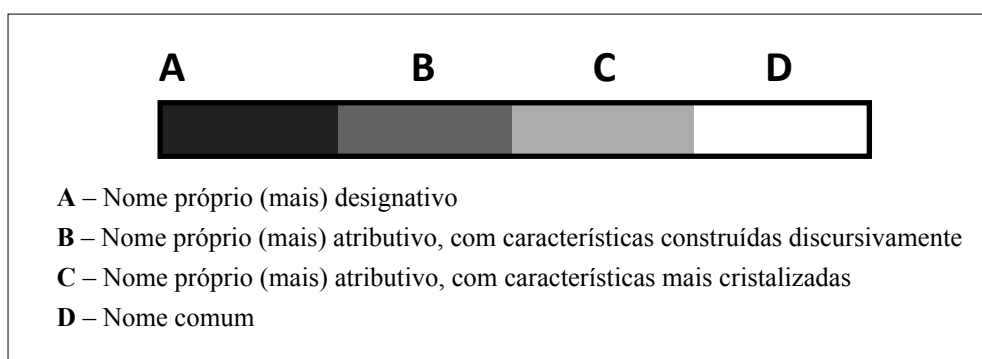 A B C D
A – Nome próprio (mais) designativo
B – Nome próprio (mais) atributivo, com características construídas discursivamente
C – Nome próprio (mais) atributivo, com características mais cristalizadas
D – Nome comum